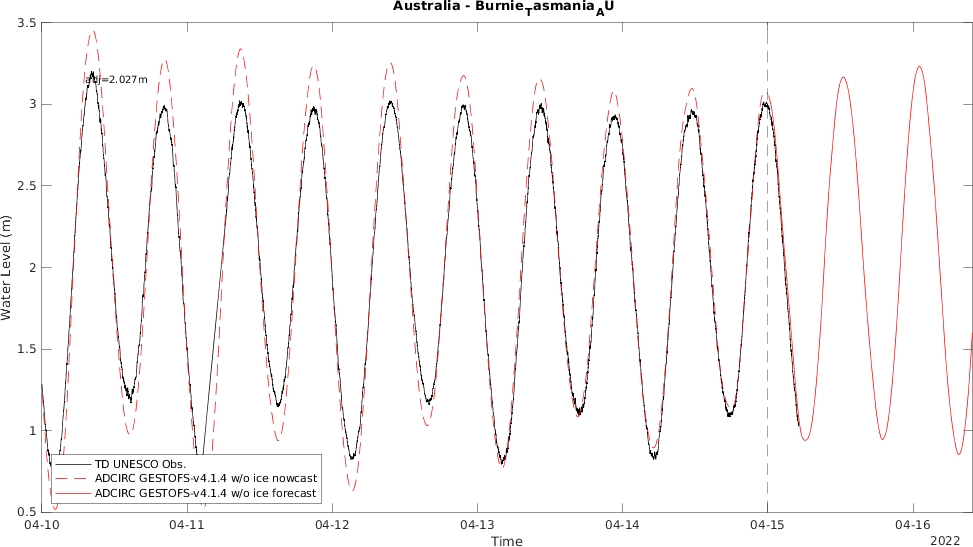 Australia - Burnie_Tasmania_AU
3.5
adj=2.027m
3
2.5
2
1.5
1
0.5
Water Level (m)
TD UNESCO Obs.
ADCIRC GESTOFS-v4.1.4 w/o ice nowcast
ADCIRC GESTOFS-v4.1.4 w/o ice forecast
04-10 04-11 04-12 04-13 04-14 04-15 04-16
Time
2022